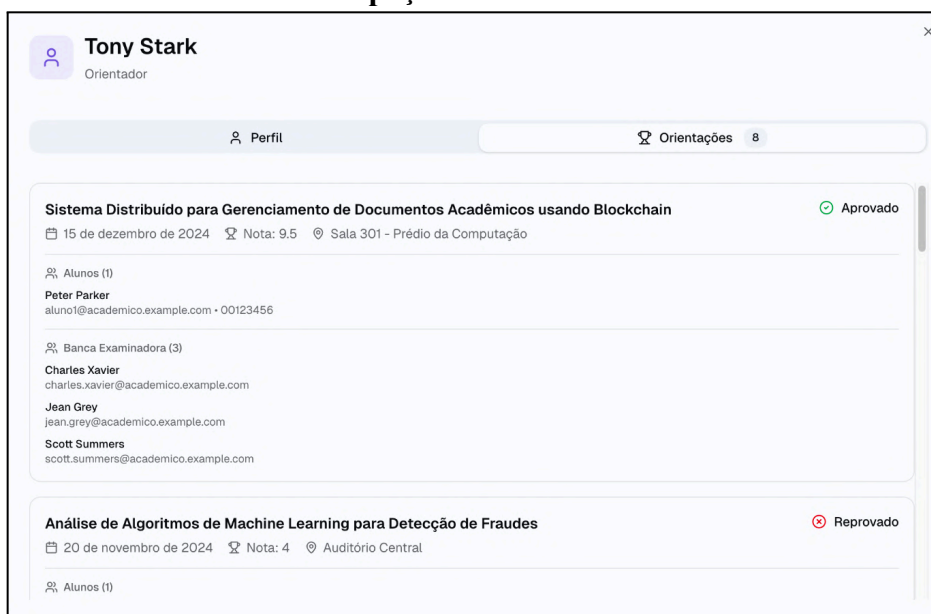 Tony Stark
Orientador
Perfil
Orientações 8
Sistema Distribuído para Gerenciamento de Documentos Acadêmicos usando Blockchain
Aprovado
15 de dezembro de 2024 Nota: 9.5 Sala 301 - Prédio da Computação
Alunos (1)
Peter Parker
aluno1@academico.example.com • 00123456
Banca Examinadora (3)
Charles Xavier
charles.xavier@academico.example.com
Jean Grey
jean.grey@academico.example.com
Scott Summers
scott.summers@academico.example.com
Análise de Algoritmos de Machine Learning para Detecção de Fraudes
Reprovado
20 de novembro de 2024 Nota: 4 Auditório Central
Alunos (1)